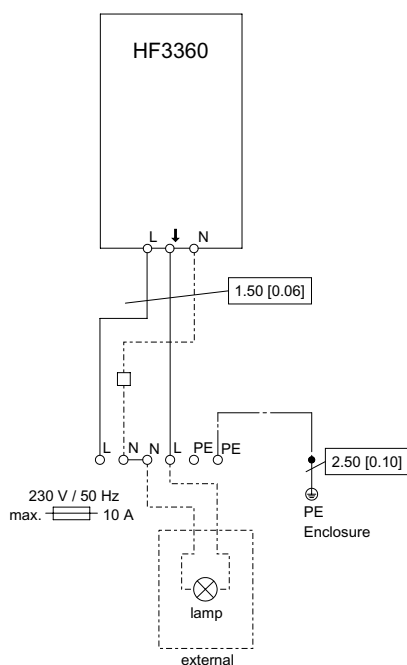 HF3360
L N
1.50 [0.06]
L N N L PE PE
2.50 [0.10]
230 V / 50 Hz
max. 10 A
PE
Enclosure
lamp
external